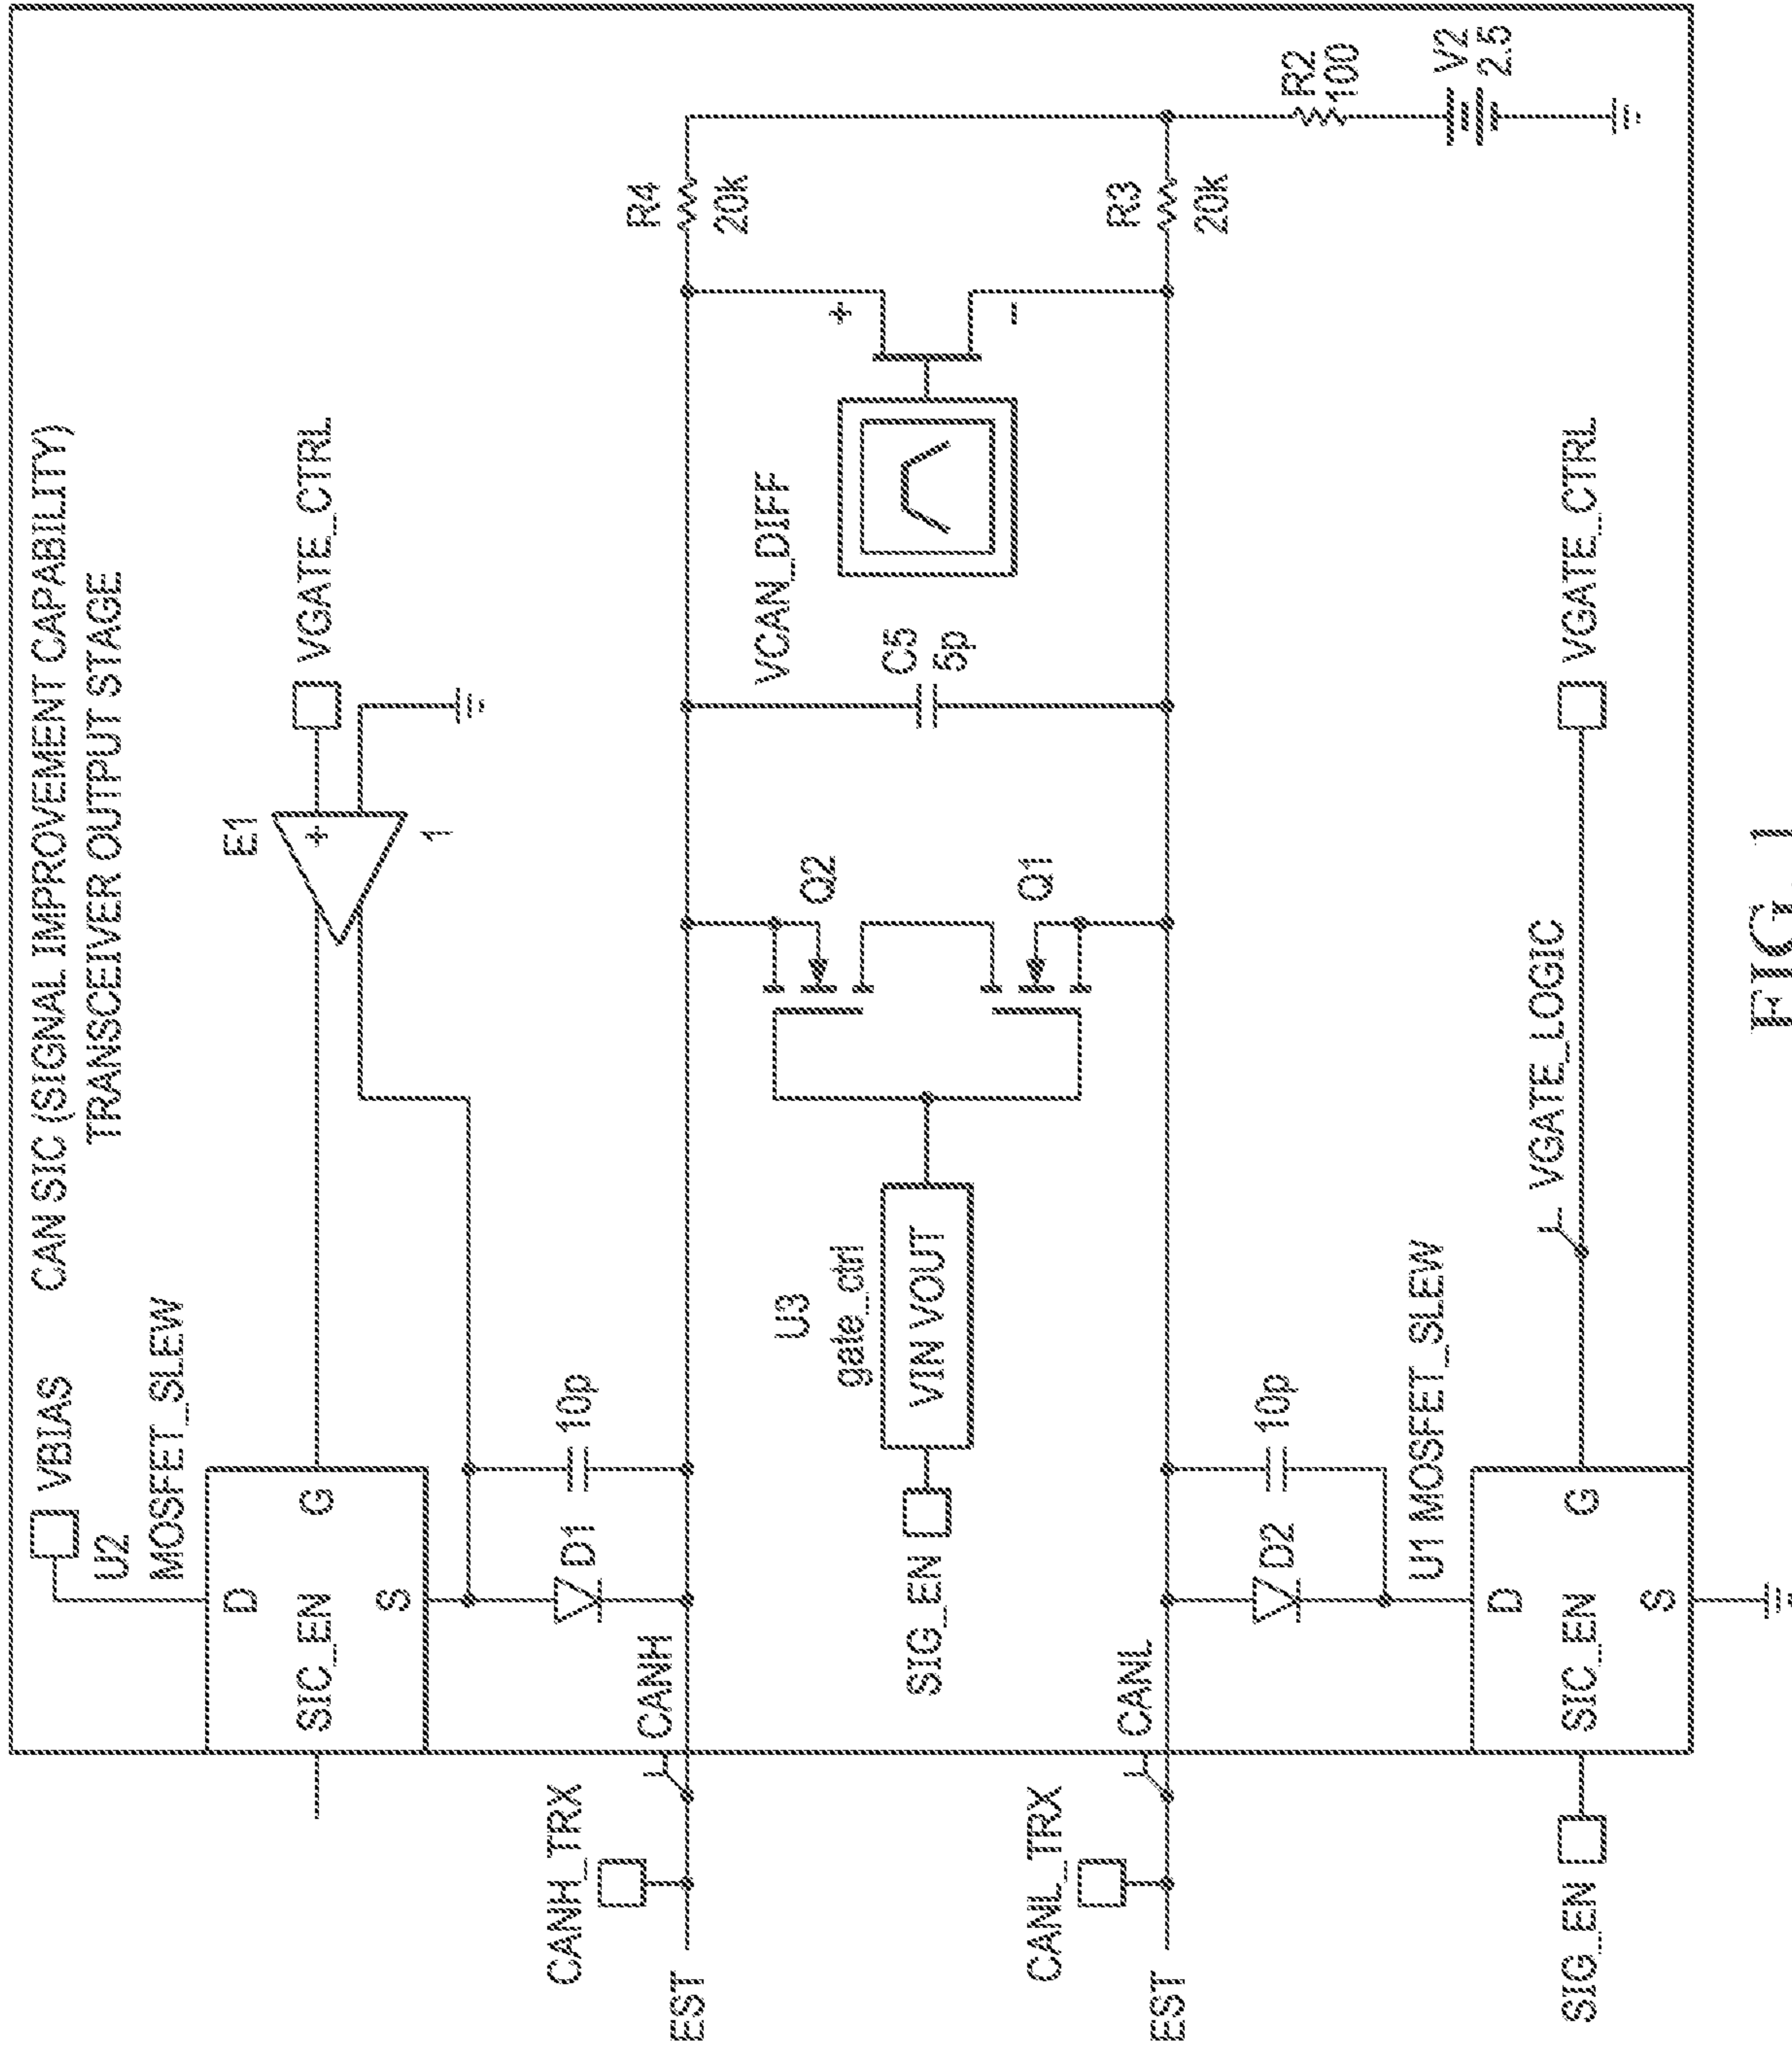 CAN SIC (SIGNAL IMPROVEMENT CAPABILITY)
TRANSCEIVER OUTPUT STAGE
VBIAS
U2
MOSFET_SLEW
D
G
SIC_EN
S
E1
+
1
VGATE_CTRL
D1
10p
CANH_TRX
CANH
EST
R4
20k
VCAN_DIFF
+
-
C5
5p
Q2
Q1
U3
gate_ctrl
VIN VOUT
SIG_EN
CANL_TRX
CANL
EST
R3
20k
R2
100
V2
2.5
D2
10p
U1 MOSFET_SLEW
D
G
SIC_EN
S
SIG_EN
VGATE_LOGIC
VGATE_CTRL
FIG. 1